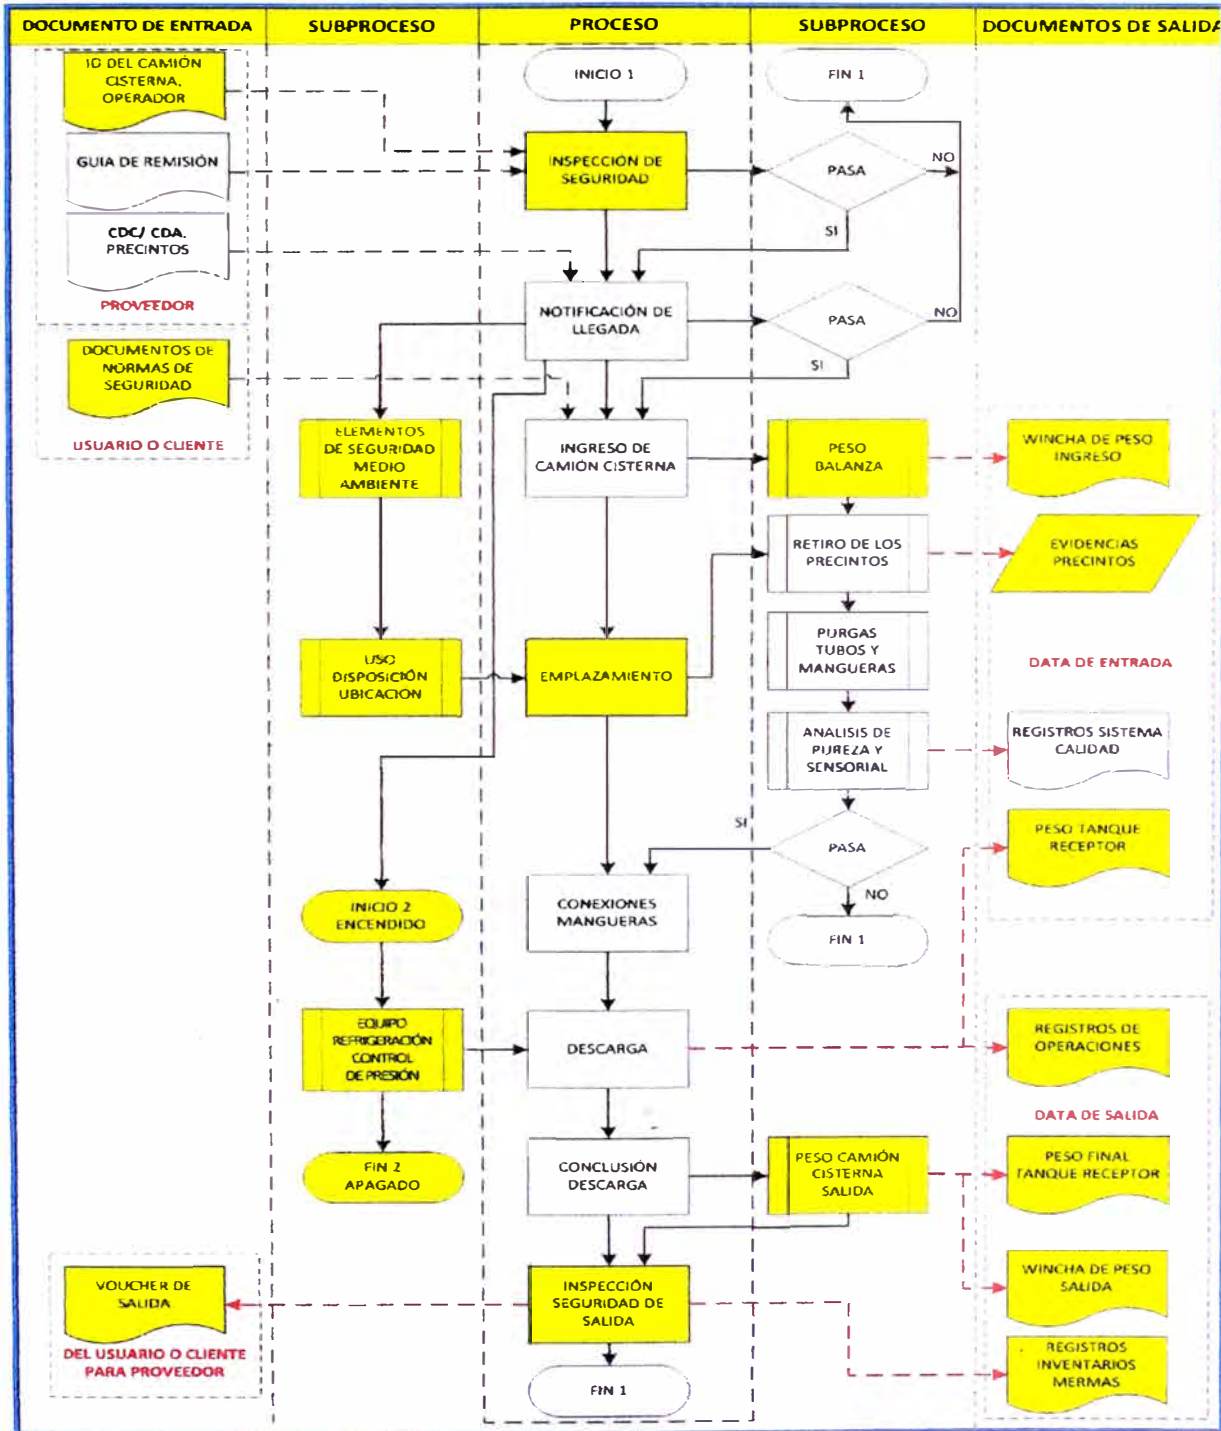 DOCUMENTO DE ENTRADA
SUBPROCESO
PROCESO
SUBPROCESO
DOCUMENTOS DE SALIDA
ID DEL CAMIÓN
CISTERNA,
OPERADOR
INICIO 1
FIN 1
GUIA DE REMISIÓN
INSPECCIÓN DE
SEGURIDAD
PASA
NO
SI
CDC/ CDA.
PRECINTOS
PROVEEDOR
NOTIFICACIÓN DE
LLEGADA
PASA
NO
SI
DOCUMENTOS DE
NORMAS DE
SEGURIDAD
USUARIO O CLIENTE
ELEMENTOS
DE SEGURIDAD
MEDIO
AMBIENTE
INGRESO DE
CAMIÓN CISTERNA
PESO
BALANZA
WINCHA DE PESO
INGRESO
RETIRO DE LOS
PRECINTOS
EVIDENCIAS
PRECINTOS
PURGAS
TUBOS Y
MANGUERAS
DATA DE ENTRADA
USO
DISPOSICIÓN
UBICACIÓN
EMPLAZAMIENTO
ANALISIS DE
PUREZA Y
SENSORIAL
REGISTROS SISTEMA
CALIDAD
SI
PASA
NO
PESO TANQUE
RECEPTOR
INICIO 2
ENCENDIDO
CONEXIONES
MANGUERAS
FIN 1
EQUIPO
REFRIGERACIÓN
CONTROL
DE PRESIÓN
DESCARGA
REGISTROS DE
OPERACIONES
DATA DE SALIDA
FIN 2
APAGADO
CONCLUSIÓN
DESCARGA
PESO CAMIÓN
CISTERNA
SALIDA
PESO FINAL
TANQUE RECEPTOR
VOUCHER DE
SALIDA
INSPECCIÓN
SEGURIDAD DE
SALIDA
WINCHA DE PESO
SALIDA
DEL USUARIO O CLIENTE
PARA PROVEEDOR
FIN 1
REGISTROS
INVENTARIOS
MERMAS